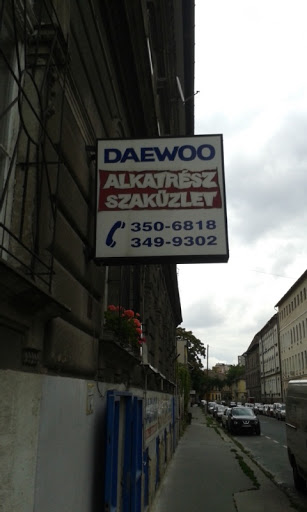 DAEWOO
ALKATRÉSZ
SZAKÜZLET
350-6818
349-9302